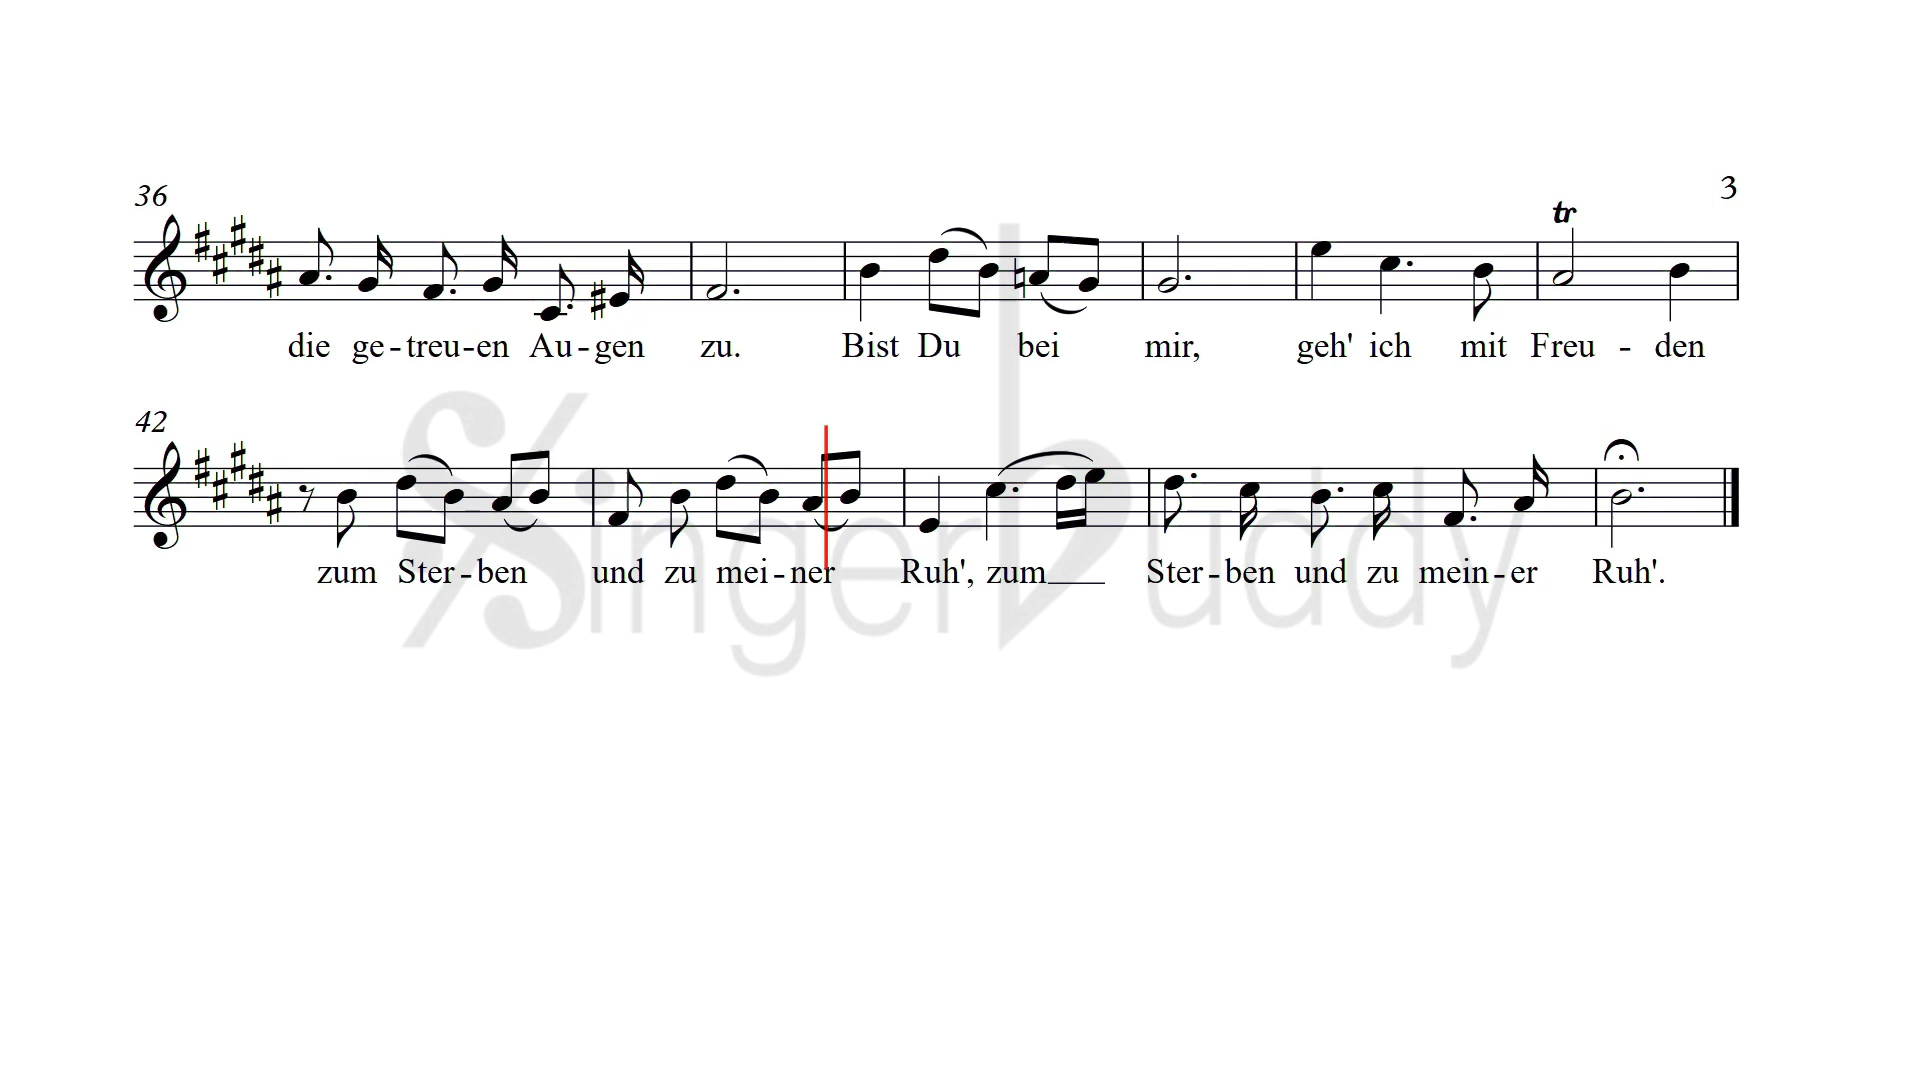 36
3
tr
die ge-treu-en Au-gen zu. Bist Du bei mir, geh' ich mit Freu - den
42
zum Ster-ben und zu mei-ner Ruh', zum Ster-ben und zu mein-er Ruh'.
SingerBuddy